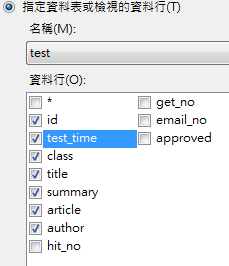 指定資料表或檢視的資料行(T)
名稱(M):
test
資料行(O):
*
id
test_time
class
title
summary
article
author
hit_no
get_no
email_no
approved